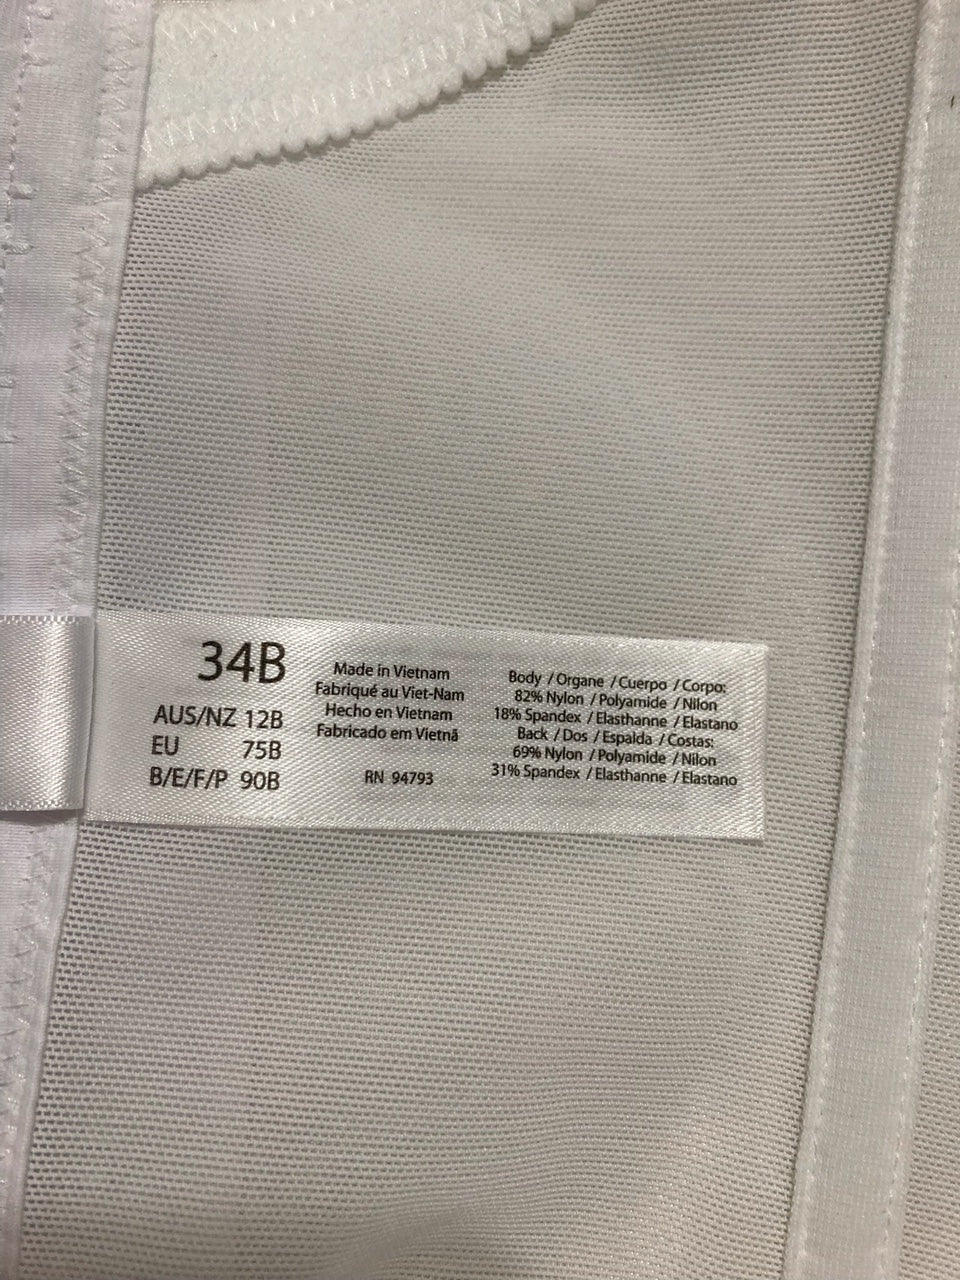 34B
AUS/NZ 12B
EU 75B
B/E/F/P 90B
Made in Vietnam
Fabriqué au Viet-Nam
Hecho en Vietnam
Fabricado em Vietnã
RN 94793
Body / Organe / Cuerpo / Corpo:
82% Nylon / Polyamide / Nilon
18% Spandex / Elasthanne / Elastano
Back / Dos / Espalda / Costas:
69% Nylon / Polyamide / Nilon
31% Spandex / Elasthanne / Elastano